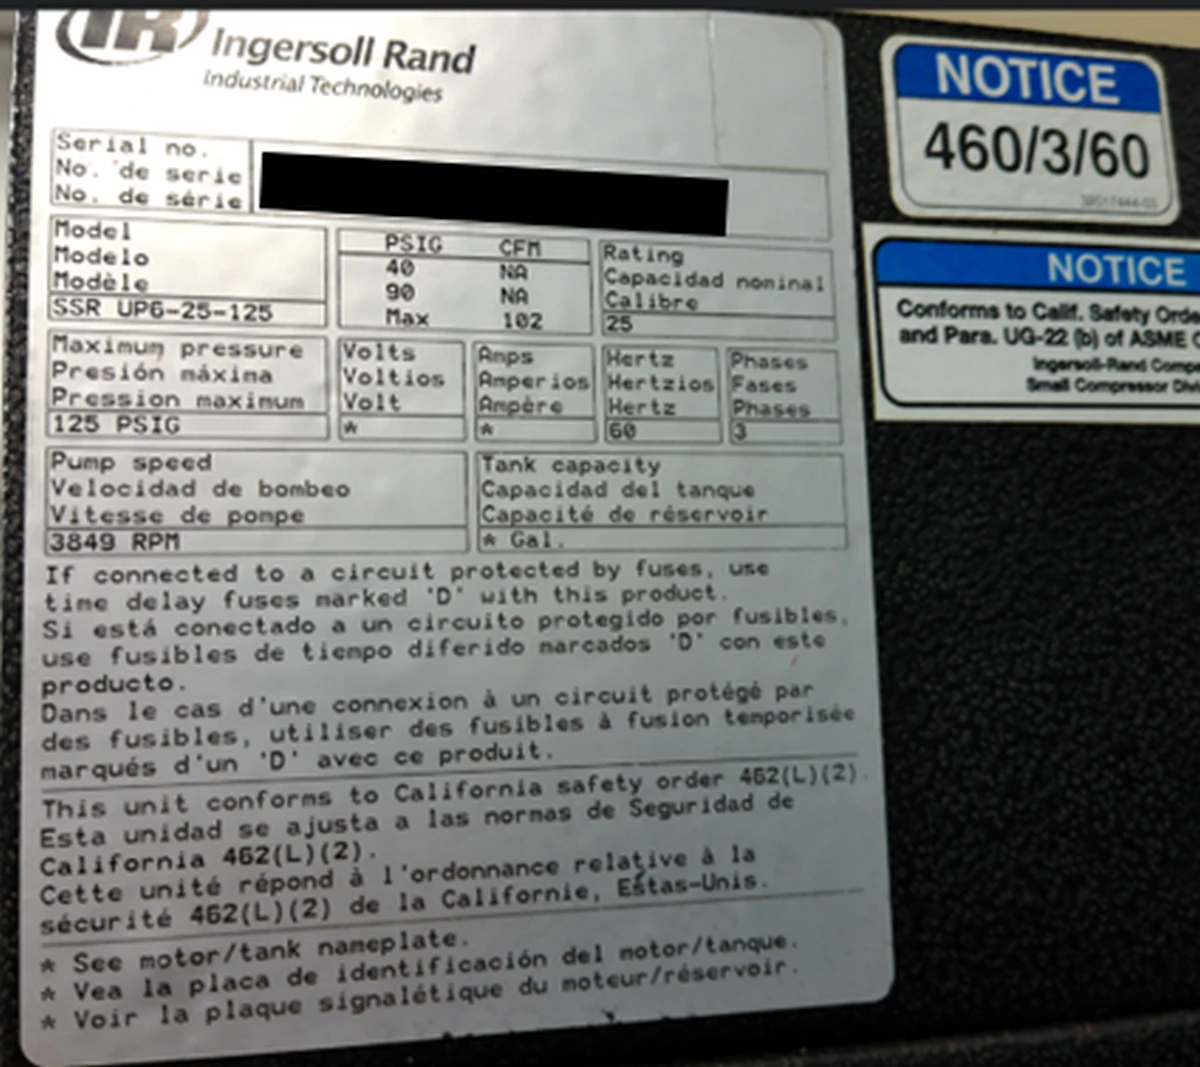 IR
Ingersoll Rand
Industrial Technologies
Serial no.
No. de serie
No. de série
Model
Modelo
Modèle
SSR UP6-25-125
PSIG CFM
40 NA
90 NA
Max 102
Rating
Capacidad nominal
Calibre
25
Maximum pressure
Presión máxima
Pression maximum
125 PSIG
Volts
Voltios
Volt
*
Amps
Amperios
Ampère
*
Hertz
Hertzios
Hertz
60
Phases
Fases
Phases
3
Pump speed
Velocidad de bombeo
Vitesse de pompe
3849 RPM
Tank capacity
Capacidad del tanque
Capacité de réservoir
* Gal.
If connected to a circuit protected by fuses, use
time delay fuses marked 'D' with this product.
Si está conectado a un circuito protegido por fusibles,
use fusibles de tiempo diferido marcados 'D' con este
producto.
Dans le cas d'une connexion à un circuit protégé par
des fusibles, utiliser des fusibles à fusion temporisée
marqués d'un 'D' avec ce produit.
This unit conforms to California safety order 462(L)(2).
Esta unidad se ajusta a las normas de Seguridad de
California 462(L)(2).
Cette unité répond à l'ordonnance relative à la
sécurité 462(L)(2) de la Californie, Estas-Unis.
* See motor/tank nameplate.
* Vea la placa de identificación del motor/tanque.
* Voir la plaque signalétique du moteur/réservoir.
NOTICE
460/3/60
NOTICE
Conforms to Calif. Safety Orde
and Para. UG-22 (b) of ASME C
Ingersoll-Rand Compa
Small Compressor Divi